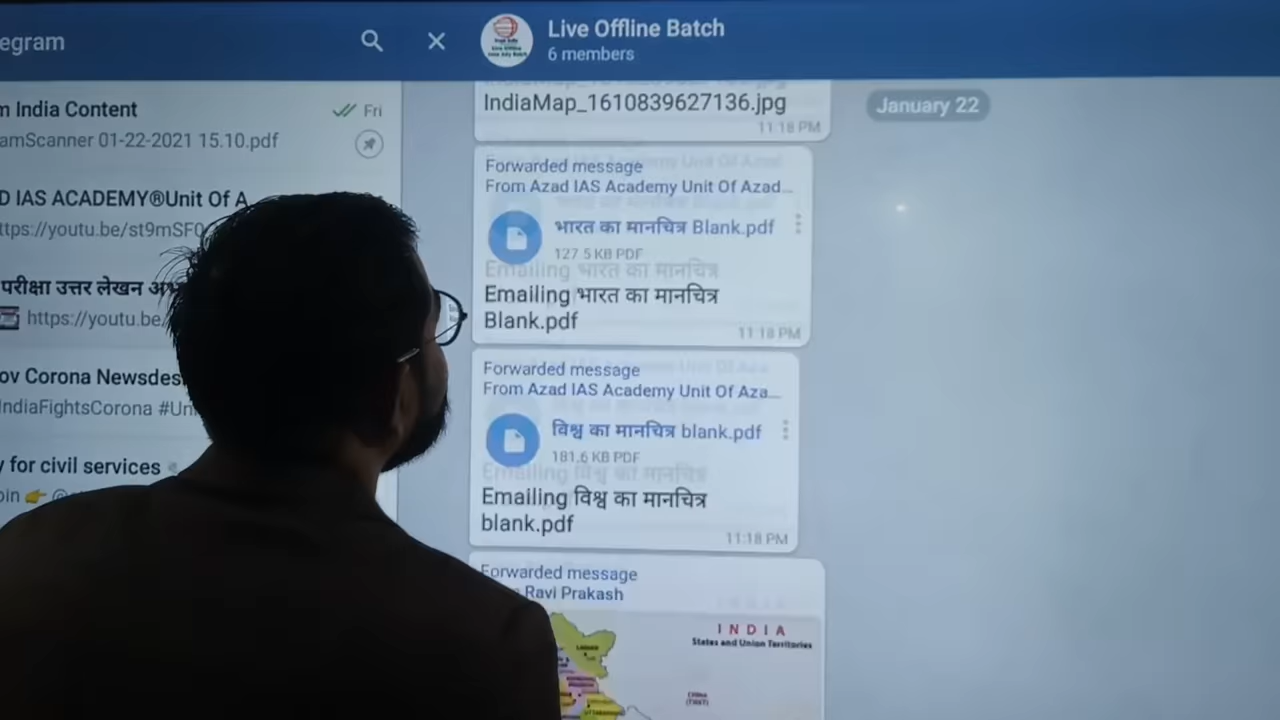 egram
Live Offline Batch
6 members
m India Content
Fri
amScanner 01-22-2021 15.10.pdf
D IAS ACADEMY®Unit Of A
ttps://youtu.be/st9mSFO
परीक्षा उत्तर लेखन
https://youtu.be/
ov Corona Newsdes
IndiaFightsCorona #Un
y for civil services
oin
IndiaMap_1610839627136.jpg
11:18 PM
January 22
Forwarded message
From Azad IAS Academy Unit Of Azad...
भारत का मानचित्र Blank.pdf
127.5 KB PDF
Emailing भारत का मानचित्र
Blank.pdf
11:18 PM
Forwarded message
From Azad IAS Academy Unit Of Aza...
विश्व का मानचित्र blank.pdf
181.6 KB PDF
Emailing विश्व का मानचित्र
blank.pdf
11:18 PM
Forwarded message
Ravi Prakash
INDIA
States and Union Territories